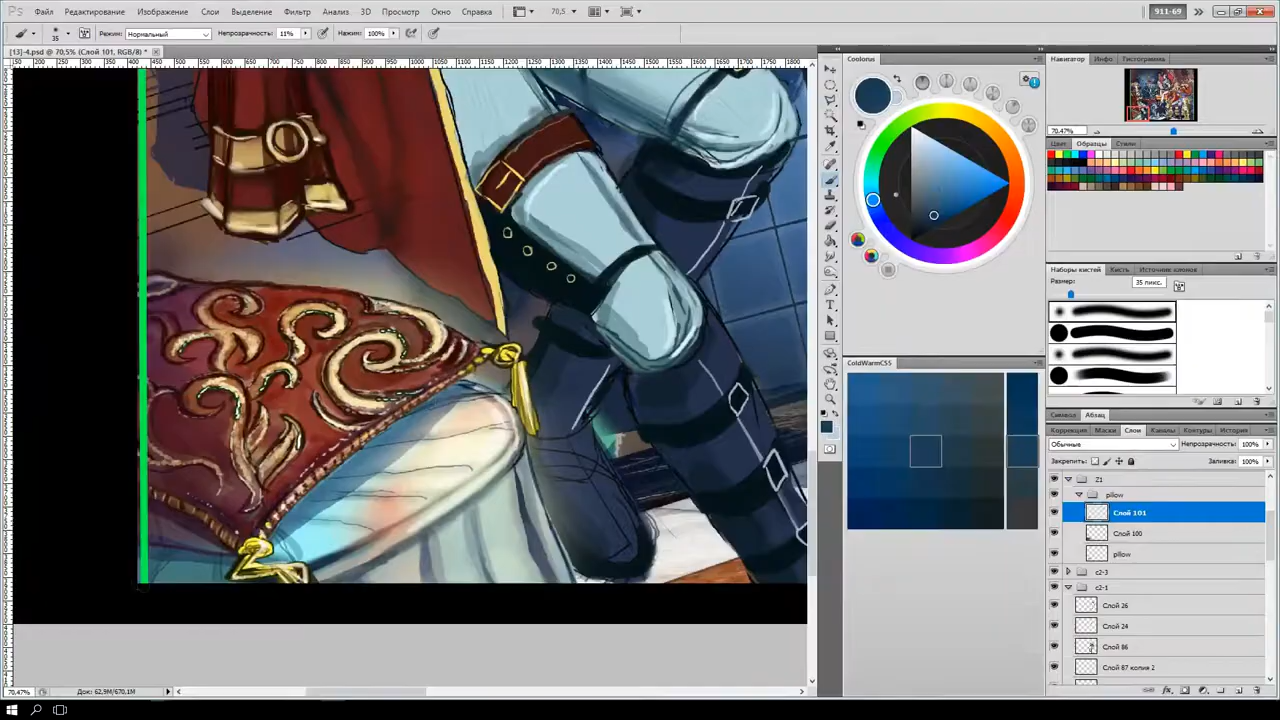 Ps Файл Редактирование Изображение Слои Выделение Фильтр Анализ 3D Просмотр Окно Справка 70,5 911-69
35 Режим: Нормальный Непрозрачность: 11% Нажим: 100%
[13]-4.psd @ 70,5% (Слой 101, RGB/8) *
Coolorus
Навигатор Инфо Гистограмма
70.47%
Цвет Образцы Стили
Наборы кистей Кисть Источник клонов
Размер: 35 пикс.
ColdWarmCS5
Символ Абзац
Коррекция Маски Слои Каналы Контуры История
Обычные Непрозрачность: 100%
Закрепить: Заливка: 100%
21
pillow
Слой 101
Слой 100
pillow
c2-3
c2-1
Слой 26
Слой 24
Слой 86
Слой 87 копия 2
70.47% Док: 62,9M/670,1M